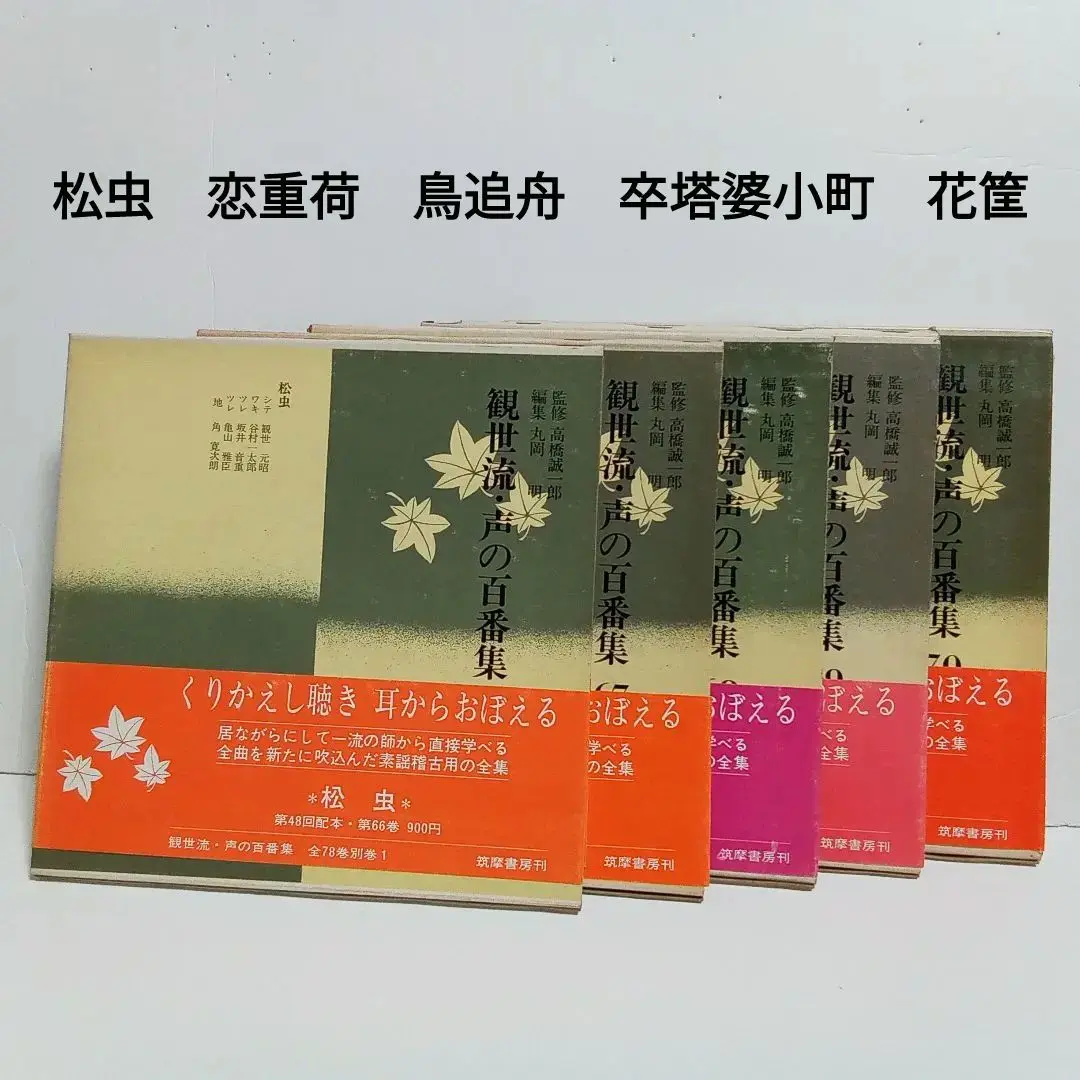 松虫　恋重荷　鳥追舟　卒塔婆小町　花筐
監修 高橋誠一郎
編集 丸岡 明
観世流・声の百番集
松虫
シテ 観世 元昭
ワキ 谷村 太郎
ツレ 坂井 音重
ツレ 亀山 雅臣
地 角 寛次朗
くりかえし聴き 耳からおぼえる
居ながらにして一流の師から直接学べる
全曲を新たに吹込んだ素謡稽古用の全集
*松 虫*
第48回配本・第66巻 900円
観世流・声の百番集 全78巻別巻1
筑摩書房刊
監修 高橋誠一郎
編集 丸岡 明
観世流・声の百番集
おぼえる
学べる
の全集
筑摩書房刊
監修 高橋誠一郎
編集 丸岡 明
観世流・声の百番集
おぼえる
学べる
の全集
筑摩書房刊
監修 高橋誠一郎
編集 丸岡 明
観世流・声の百番集
おぼえる
学べる
全集
筑摩書房刊
監修 高橋誠一郎
編集 丸岡 明
観世流・声の百番集
70
おぼえる
学べる
の全集
筑摩書房刊